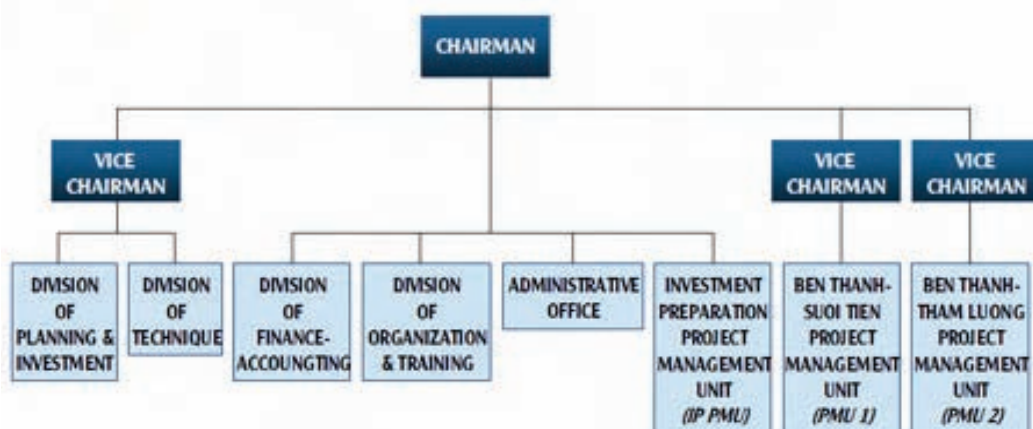 CHAIRMAN
VICE
CHAIRMAN
VICE
CHAIRMAN
VICE
CHAIRMAN
DIVISION
OF
PLANNING &
INVESTMENT
DIVISION
OF
TECHNIQUE
DIVISION
OF
FINANCE-
ACCOUNGTING
DIVISION
OF
ORGANIZATION
& TRAINING
ADMINISTRATIVE
OFFICE
INVESTMENT
PREPARATION
PROJECT
MANAGEMENT
UNIT
(IP PMU)
BEN THANH-
SUOI TIEN
PROJECT
MANAGEMENT
UNIT
(PMU 1)
BEN THANH-
THAM LUONG
PROJECT
MANAGEMENT
UNIT
(PMU 2)